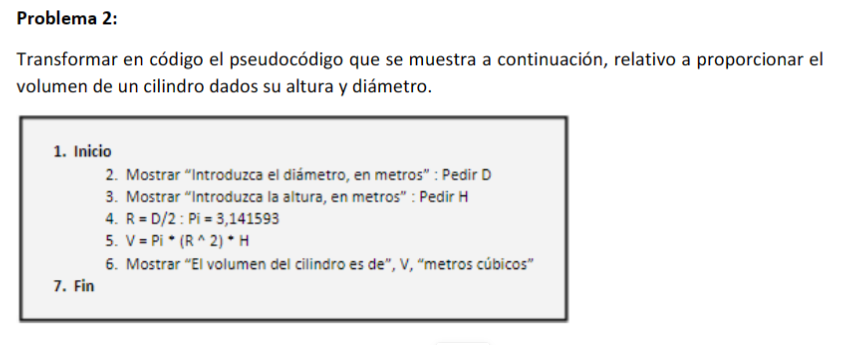 Problema 2:
Transformar en código el pseudocódigo que se muestra a continuación, relativo a proporcionar el
volumen de un cilindro dados su altura y diámetro.
1. Inicio
2. Mostrar “Introduzca el diámetro, en metros” : Pedir D
3. Mostrar “Introduzca la altura, en metros” : Pedir H
4. R = D/2 : Pi = 3,141593
5. V = Pi * (R ^ 2) * H
6. Mostrar “El volumen del cilindro es de”, V, “metros cúbicos”
7. Fin